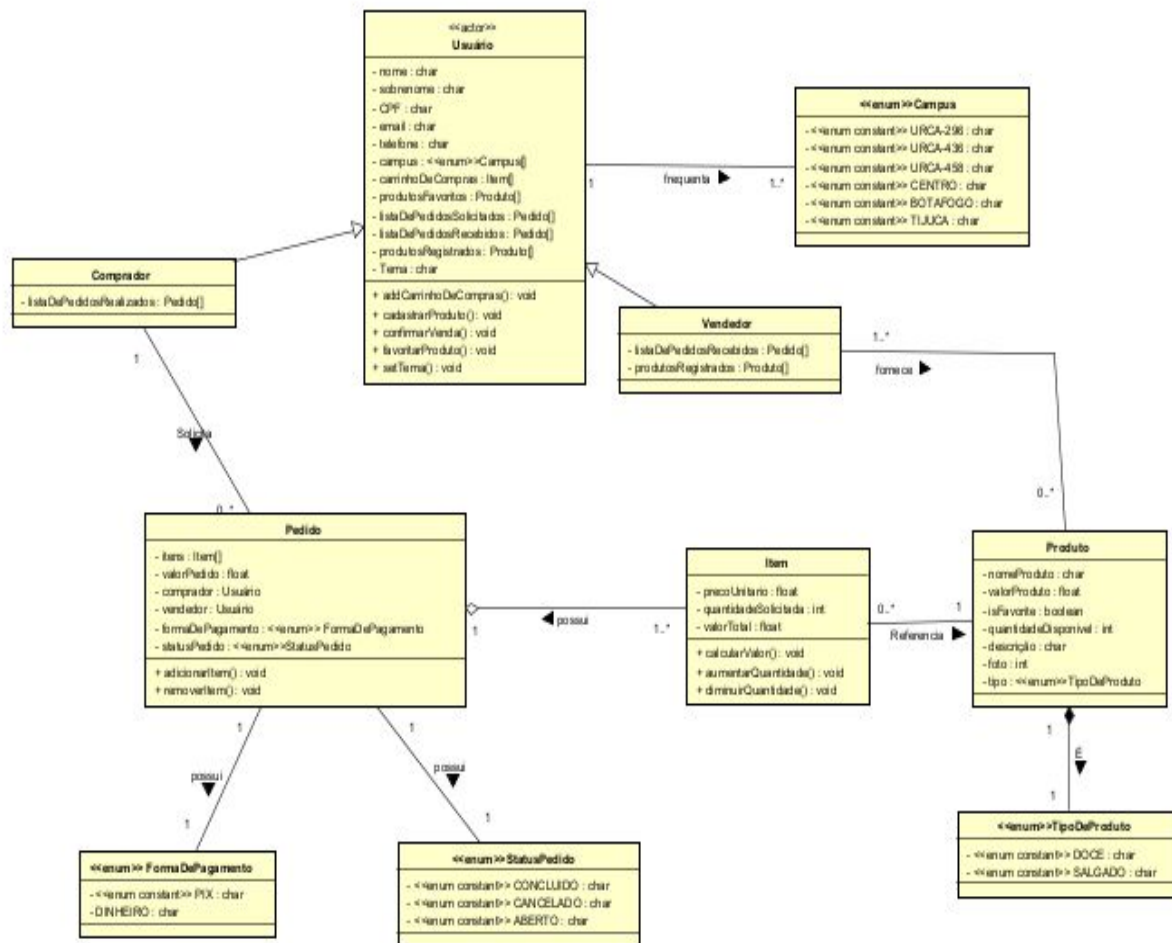 <<actor>>
Usuário
- nome : char
- sobrenome : char
- CPF : char
- email : char
- telefone : char
- campus : <<enum>>Campus[]
- carrinhoDeCompras : Item[]
- produtosFavoritos : Produto[]
- listaDePedidosSolicitados : Pedido[]
- listaDePedidosRecebidos : Pedido[]
- produtosRegistrados : Produto[]
- Tema : char
+ addCarrinhoDeCompras() : void
+ cadastrarProduto() : void
+ confirmarVenda() : void
+ favoritarProduto() : void
+ setTema() : void
1
frequenta
1..*
<<enum>>Campus
- <<enum constant>> URCA-296 : char
- <<enum constant>> URCA-436 : char
- <<enum constant>> URCA-458 : char
- <<enum constant>> CENTRO : char
- <<enum constant>> BOTAFOGO : char
- <<enum constant>> TIJUCA : char
Comprador
- listaDePedidosRealizados : Pedido[]
1
Solicita
0..*
Vendedor
- listaDePedidosRecebidos : Pedido[]
- produtosRegistrados : Produto[]
1..*
fornece
0..*
Pedido
- itens : Item[]
- valorPedido : float
- comprador : Usuário
- vendedor : Usuário
- formaDePagamento : <<enum>> FormaDePagamento
- statusPedido : <<enum>>StatusPedido
+ adicionarItem() : void
+ removerItem() : void
1
possui
1..*
Item
- precoUnitario : float
- quantidadeSolicitada : int
- valorTotal : float
+ calcularValor() : void
+ aumentarQuantidade() : void
+ diminuirQuantidade() : void
0..*
Referencia
1
Produto
- nomeProduto : char
- valorProduto : float
- isFavorite : boolean
- quantidadeDisponivel : int
- descrição : char
- foto : int
- tipo : <<enum>>TipoDeProduto
1
possui
1
1
possui
1
1
É
1
<<enum>> FormaDePagamento
- <<enum constant>> PIX : char
- DINHEIRO : char
<<enum>>StatusPedido
- <<enum constant>> CONCLUIDO : char
- <<enum constant>> CANCELADO : char
- <<enum constant>> ABERTO : char
<<enum>>TipoDeProduto
- <<enum constant>> DOCE : char
- <<enum constant>> SALGADO : char